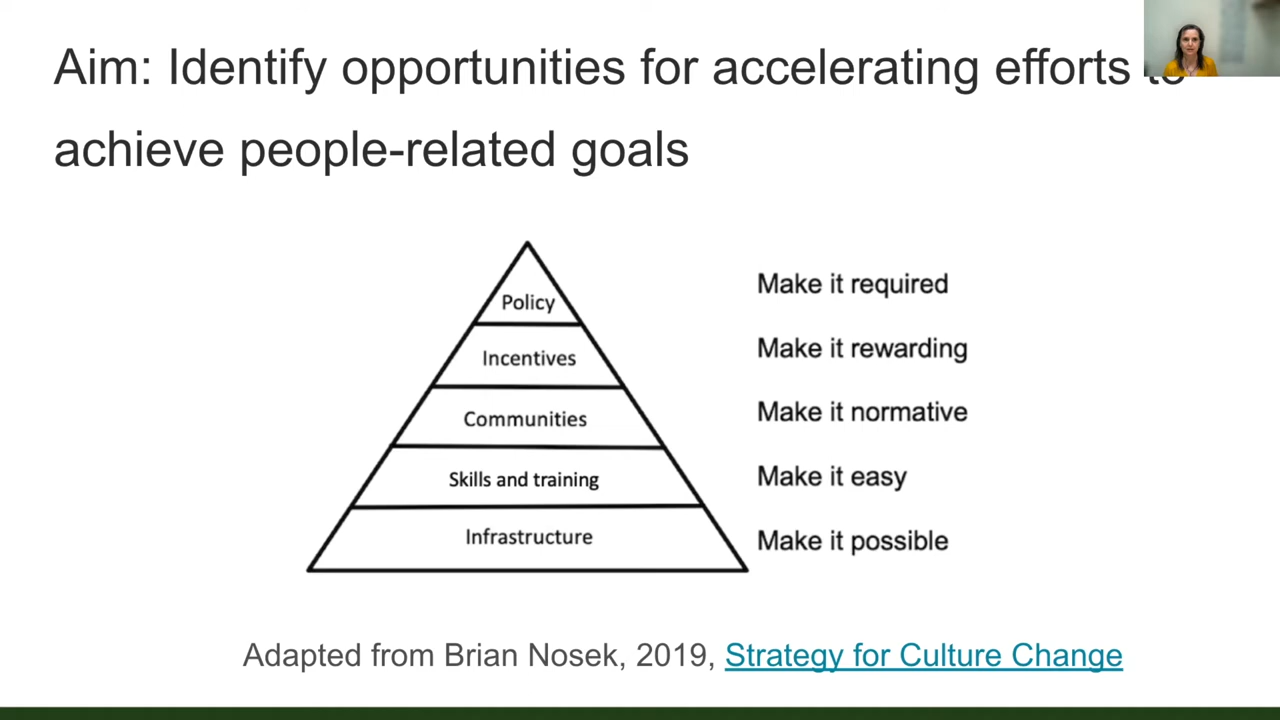 Aim: Identify opportunities for accelerating efforts to
achieve people-related goals
Policy
Make it required
Incentives
Make it rewarding
Communities
Make it normative
Skills and training
Make it easy
Infrastructure
Make it possible
Adapted from Brian Nosek, 2019, Strategy for Culture Change